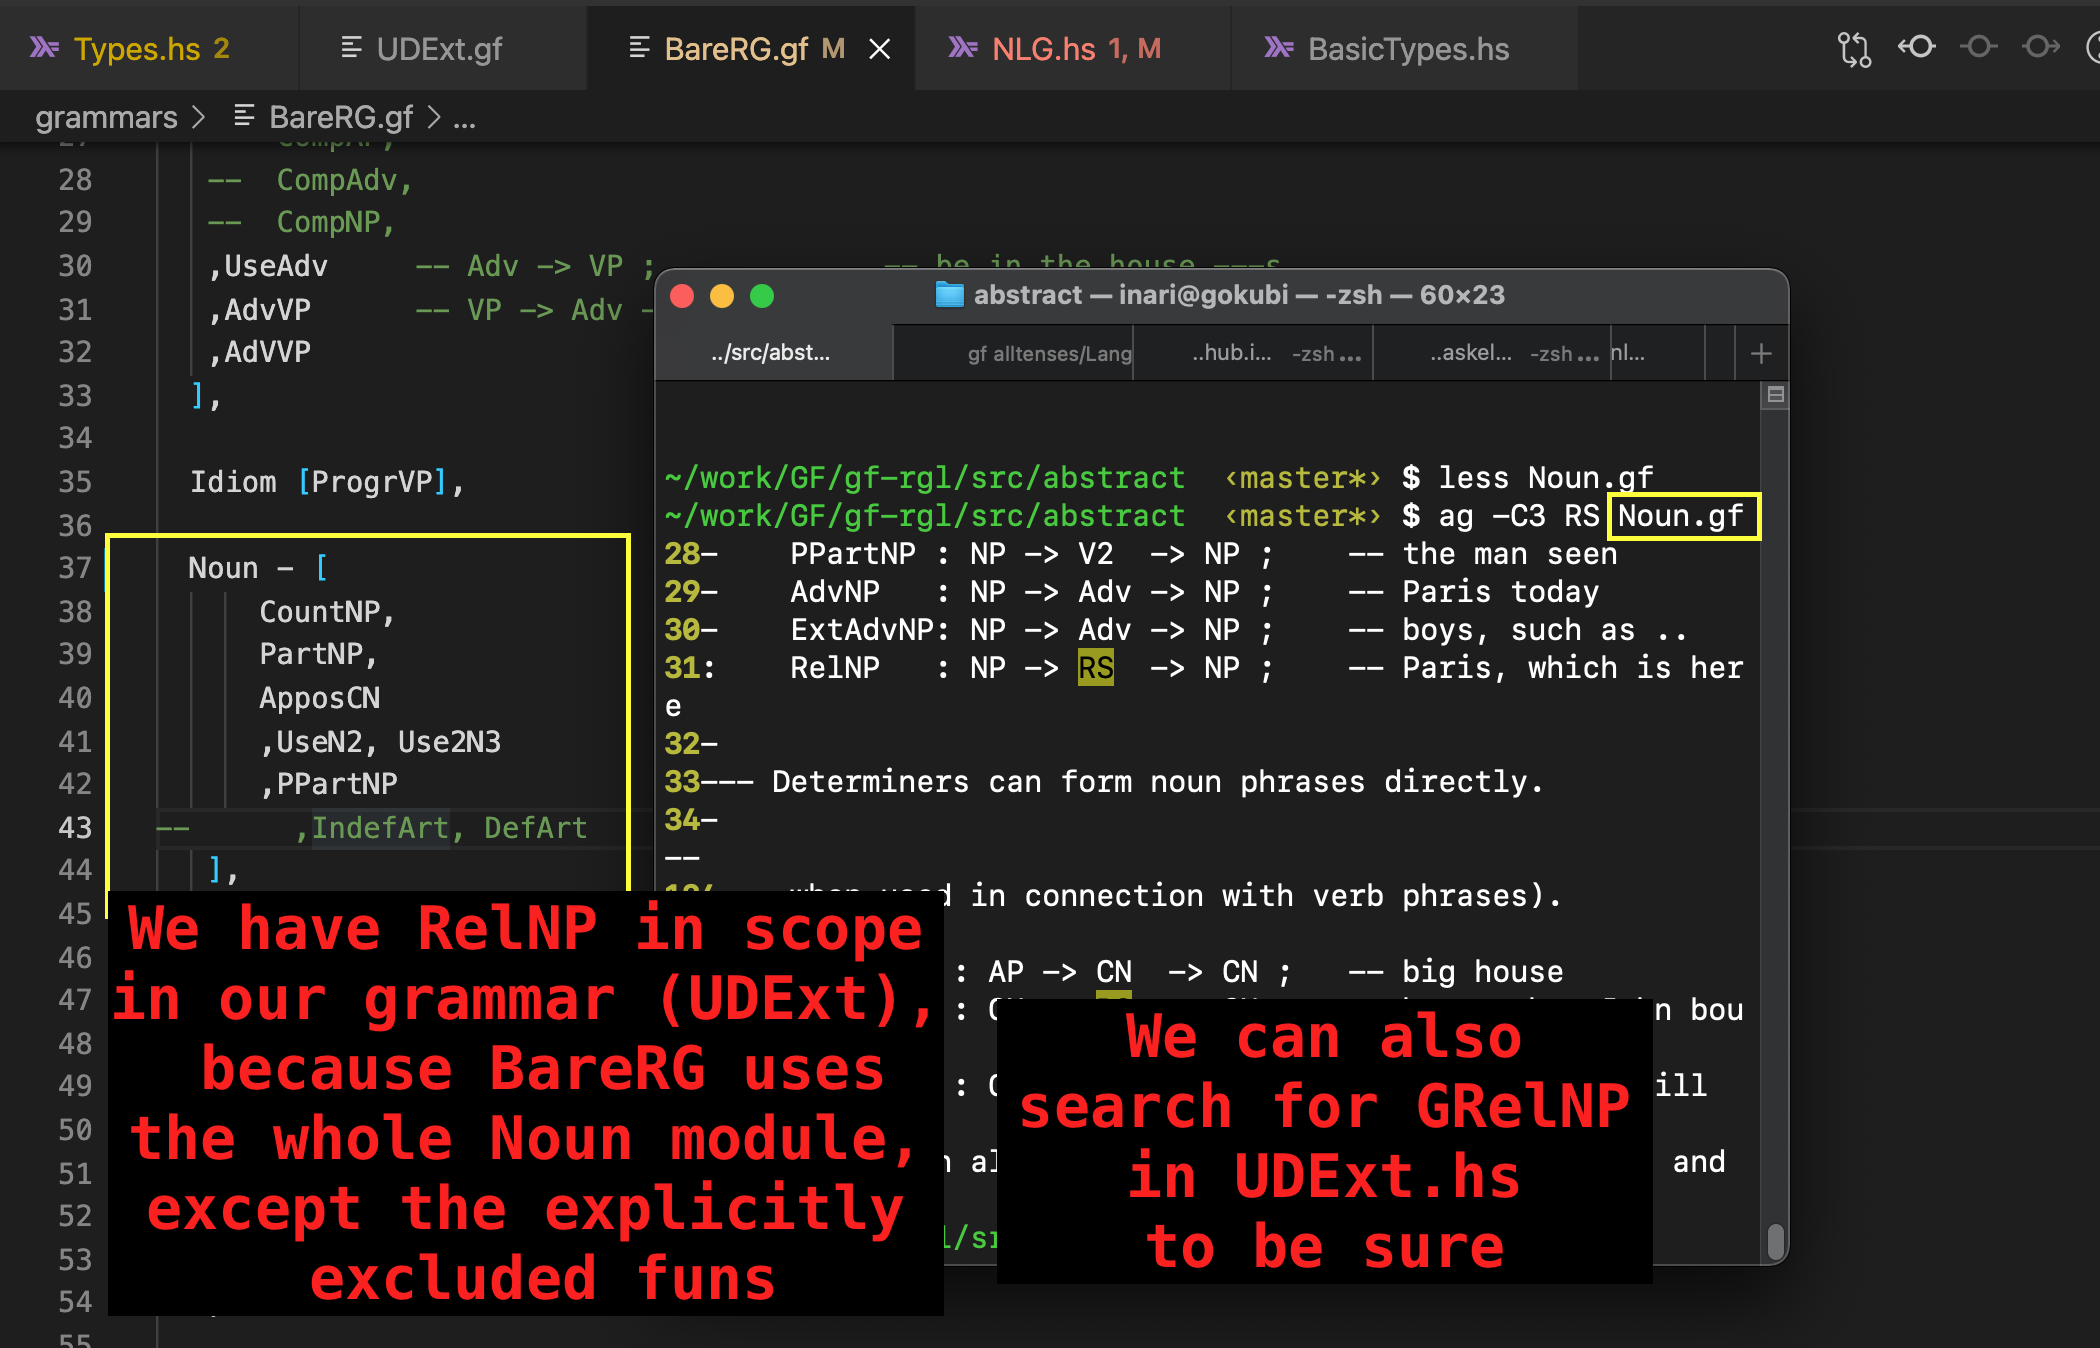 Types.hs 2
UDExt.gf
BareRG.gf M
NLG.hs 1, M
BasicTypes.hs
grammars > BareRG.gf > ...
28 -- CompAdv,
29 -- CompNP,
30 ,UseAdv -- Adv -> VP ; -- be in the house ---s
31 ,AdvVP -- VP -> Adv -
32 ,AdVVP
33 ],
34
35 Idiom [ProgrVP],
36
37 Noun - [
38 CountNP,
39 PartNP,
40 ApposCN
41 ,UseN2, Use2N3
42 ,PPartNP
43 -- ,IndefArt, DefArt
44 ],
45
46
47
48
49
50
51
52
53
54
55
abstract — inari@gokubi — -zsh — 60×23
../src/abst...
gf alltenses/Lang
..hub.i... -zsh ...
..askel... -zsh ...
nl...
~/work/GF/gf-rgl/src/abstract ‹master*› $ less Noun.gf
~/work/GF/gf-rgl/src/abstract ‹master*› $ ag -C3 RS Noun.gf
28- PPartNP : NP -> V2 -> NP ; -- the man seen
29- AdvNP : NP -> Adv -> NP ; -- Paris today
30- ExtAdvNP: NP -> Adv -> NP ; -- boys, such as ..
31: RelNP : NP -> RS -> NP ; -- Paris, which is her
e
32-
33--- Determiners can form noun phrases directly.
34-
--
when used in connection with verb phrases).
: AP -> CN -> CN ; -- big house
bou
ill
and
We have RelNP in scope
in our grammar (UDExt),
because BareRG uses
the whole Noun module,
except the explicitly
excluded funs
We can also
search for GRelNP
in UDExt.hs
to be sure